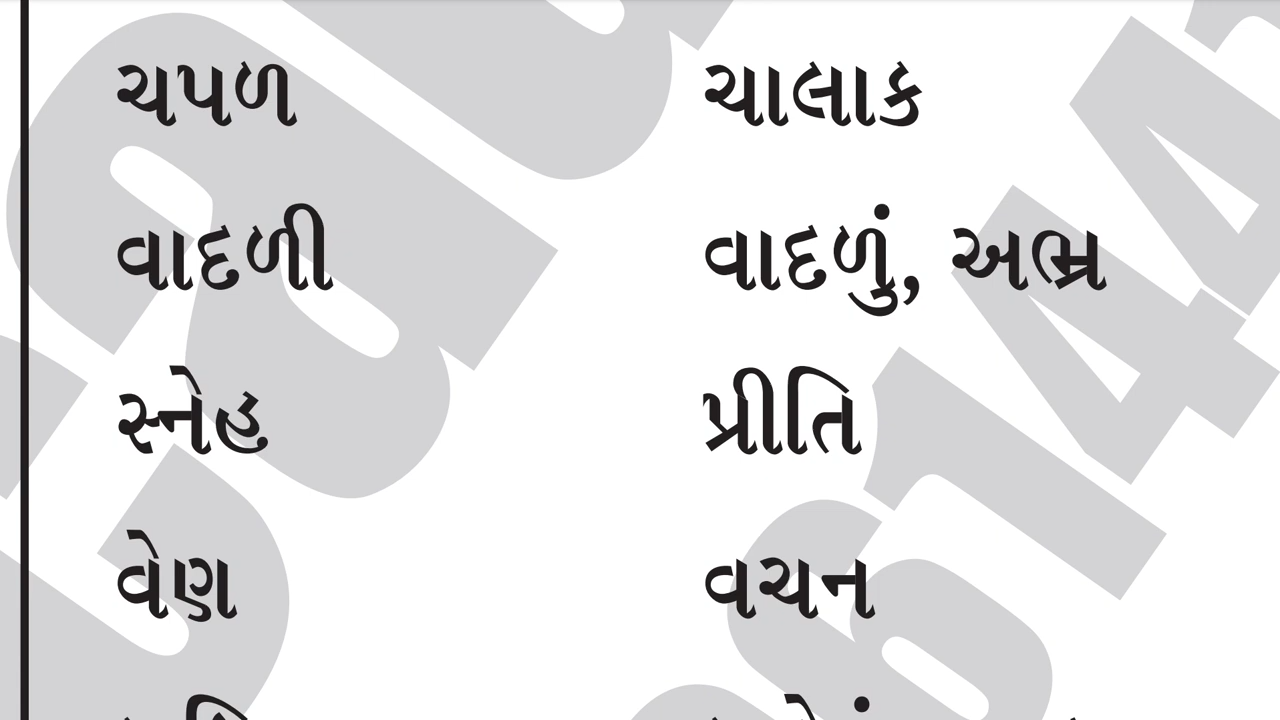 ચપળ ચાલાક
વાદળી વાદળું, અભ્ર
સ્નેહ પ્રીતિ
વેણ વચન